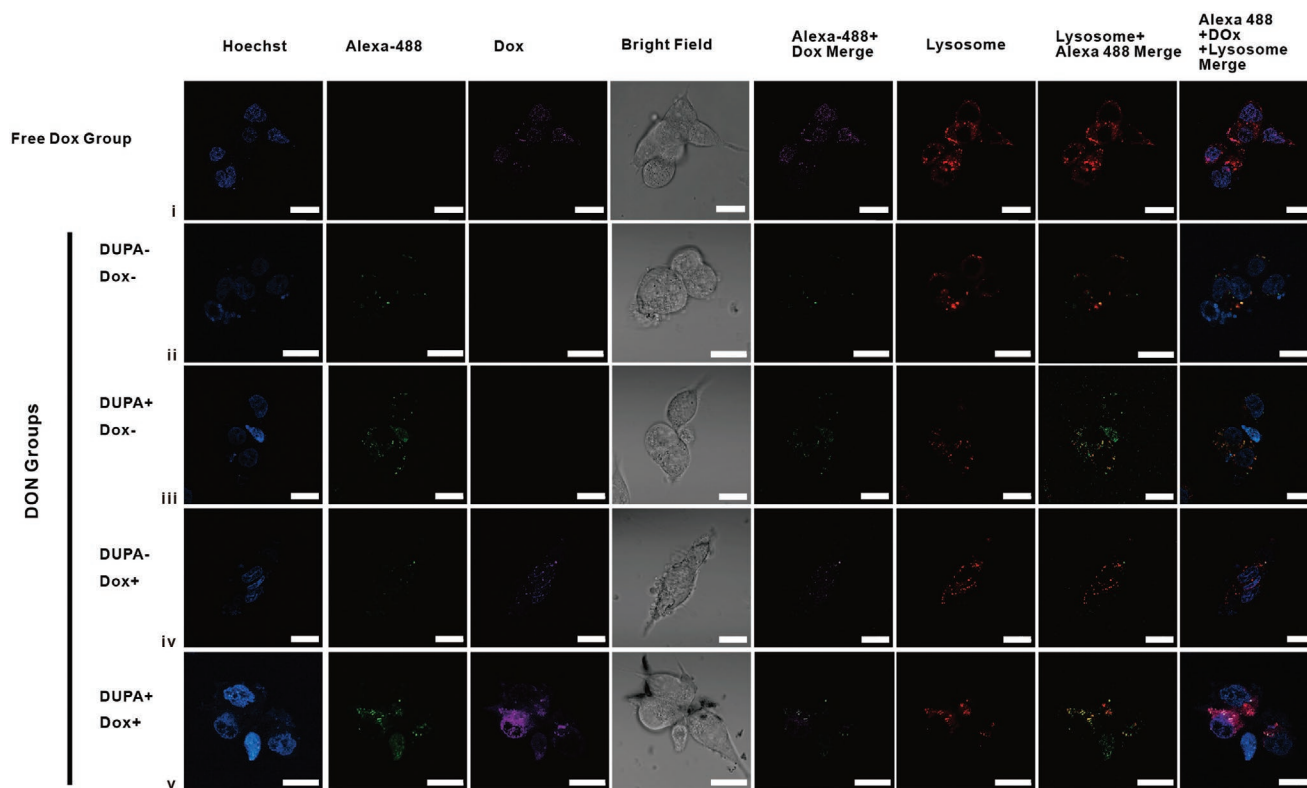 Hoechst
Alexa-488
Dox
Bright Field
Alexa-488+
Dox Merge
Lysosome
Lysosome+
Alexa 488 Merge
Alexa 488
+DOx
+Lysosome
Merge
Free Dox Group
i
DON Groups
DUPA-
Dox-
ii
DUPA+
Dox-
iii
DUPA-
Dox+
iv
DUPA+
Dox+
v